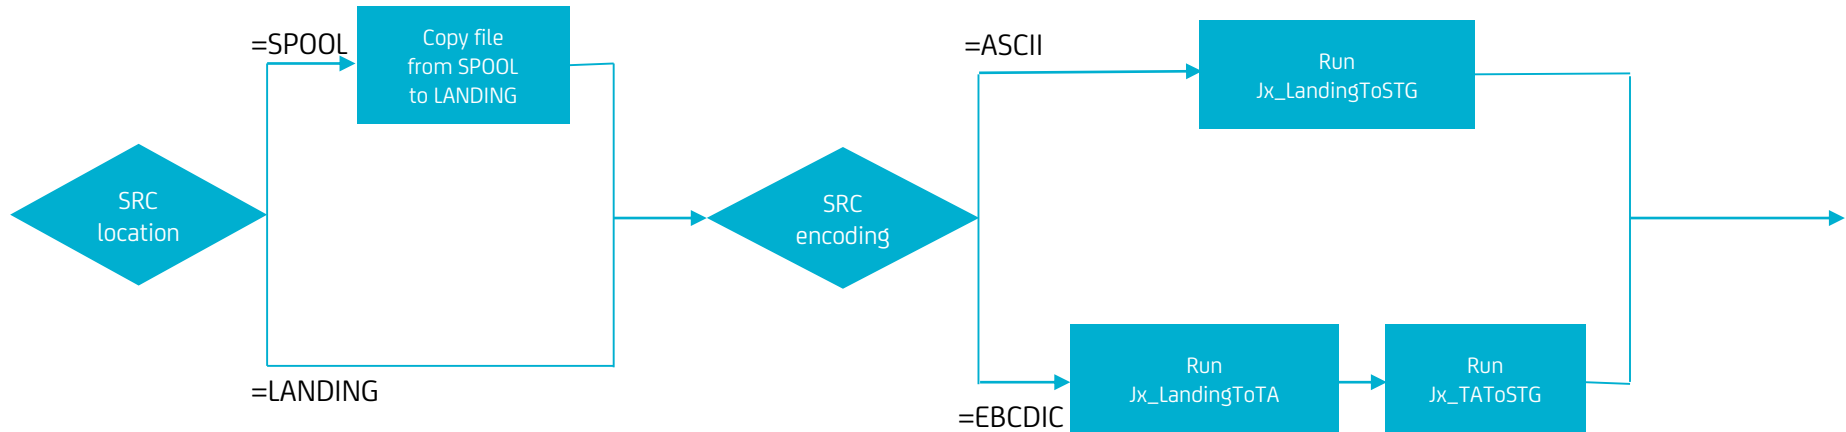 =SPOOL
Copy file
from SPOOL
to LANDING
SRC
location
=LANDING
SRC
encoding
=ASCII
Run
Jx_LandingToSTG
=EBCDIC
Run
Jx_LandingToTA
Run
Jx_TAToSTG